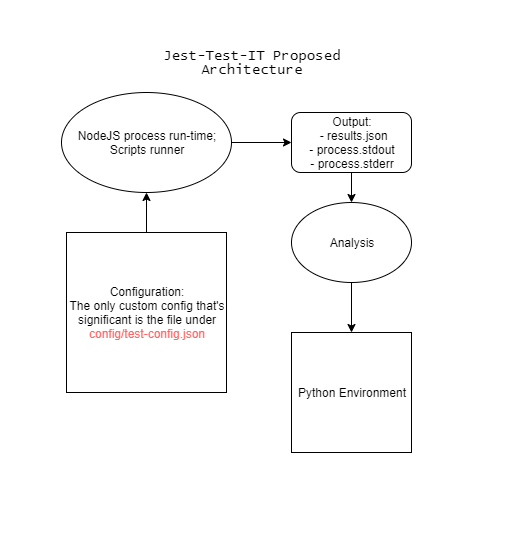 Jest-Test-IT Proposed
Architecture
NodeJS process run-time;
Scripts runner
Output:
- results.json
- process.stdout
- process.stderr
Analysis
Configuration:
The only custom config that's
significant is the file under
config/test-config.json
Python Environment